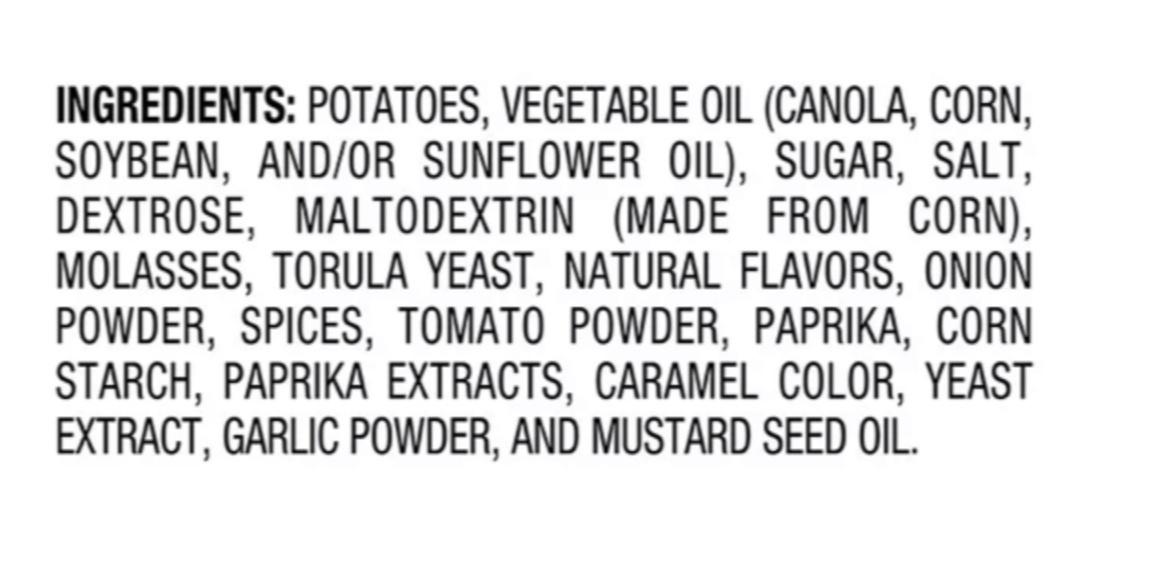 INGREDIENTS: POTATOES, VEGETABLE OIL (CANOLA, CORN,
SOYBEAN, AND/OR SUNFLOWER OIL), SUGAR, SALT,
DEXTROSE, MALTODEXTRIN (MADE FROM CORN),
MOLASSES, TORULA YEAST, NATURAL FLAVORS, ONION
POWDER, SPICES, TOMATO POWDER, PAPRIKA, CORN
STARCH, PAPRIKA EXTRACTS, CARAMEL COLOR, YEAST
EXTRACT, GARLIC POWDER, AND MUSTARD SEED OIL.